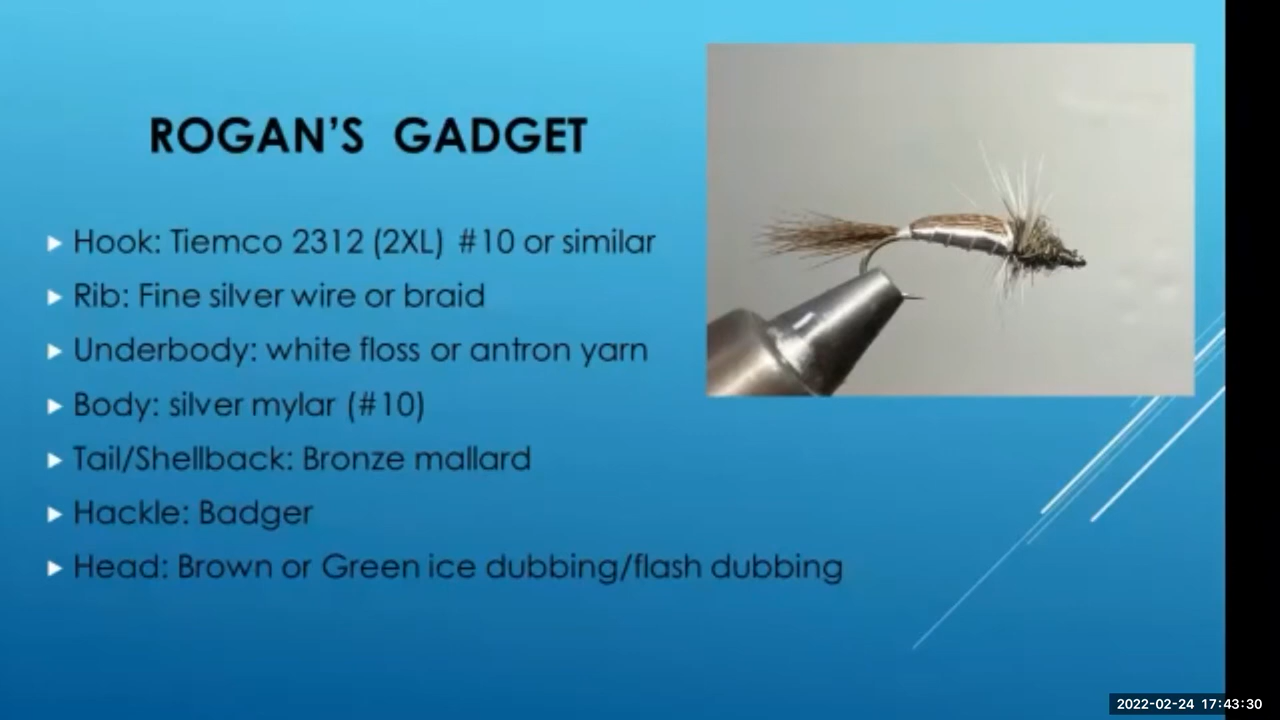 ROGAN'S GADGET
Hook: Tiemco 2312 (2XL) #10 or similar
Rib: Fine silver wire or braid
Underbody: white floss or antron yarn
Body: silver mylar (#10)
Tail/Shellback: Bronze mallard
Hackle: Badger
Head: Brown or Green ice dubbing/flash dubbing
2022-02-24 17:43:30